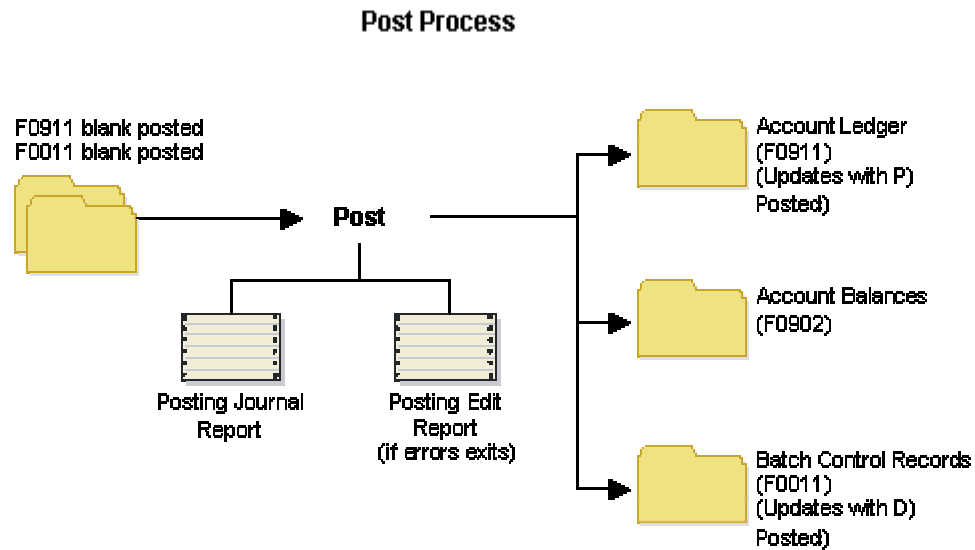 Post Process
F0911 blank posted
F0011 blank posted
Post
Posting Journal
Report
Posting Edit
Report
(if errors exits)
Account Ledger
(F0911)
(Updates with P)
Posted)
Account Balances
(F0902)
Batch Control Records
(F0011)
(Updates with D)
Posted)